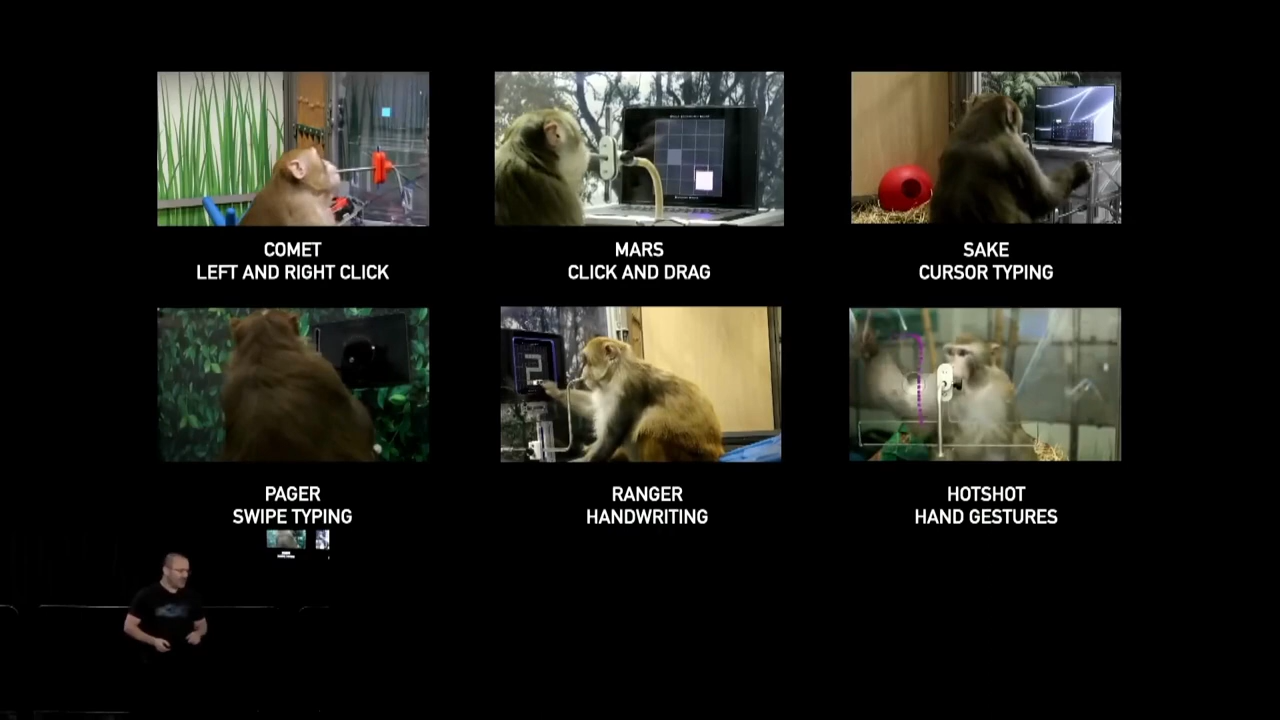 COMET
LEFT AND RIGHT CLICK
MARS
CLICK AND DRAG
SAKE
CURSOR TYPING
2
PAGER
SWIPE TYPING
RANGER
HANDWRITING
HOTSHOT
HAND GESTURES